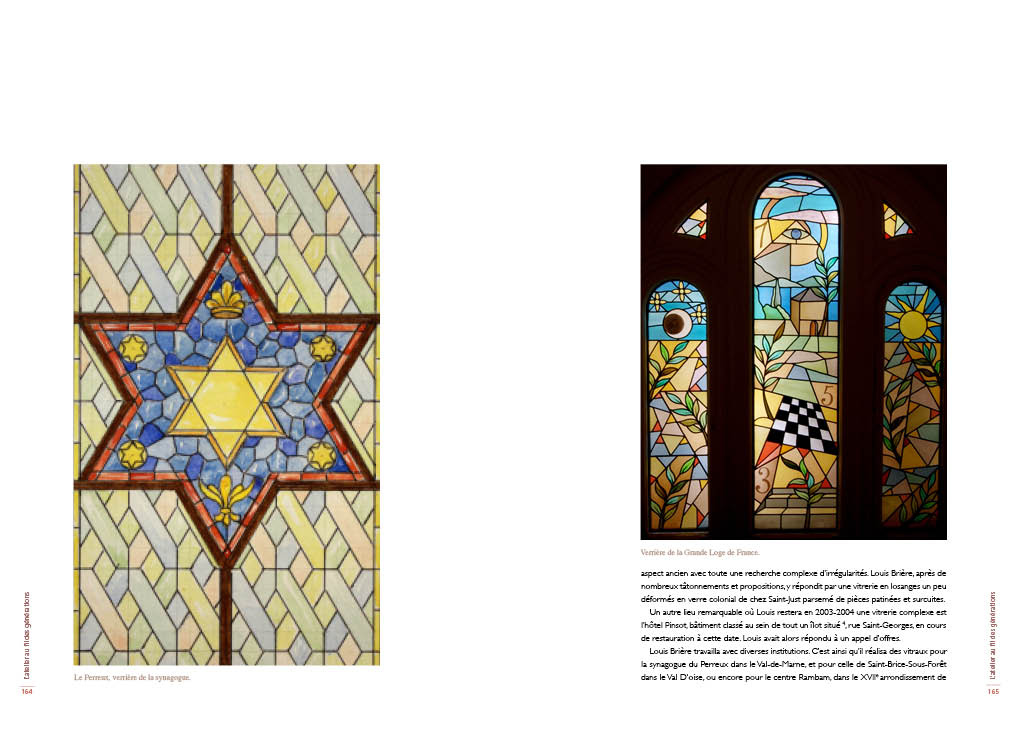 Le Perreux, verrière de la synagogue.
L'atelier au fil des générations
164
7
5
3
Verrière de la Grande Loge de France.
aspect ancien avec toute une recherche complexe d'irrégularités. Louis Brière, après de
nombreux tâtonnements et propositions, y répondit par une vitrerie en losanges un peu
déformés en verre colonial de chez Saint-Just parsemé de pièces patinées et surcuites.
Un autre lieu remarquable où Louis restera en 2003-2004 une vitrerie complexe est
l'hôtel Pinsot, bâtiment classé au sein de tout un îlot situé 4, rue Saint-Georges, en cours
de restauration à cette date. Louis avait alors répondu à un appel d'offres.
Louis Brière travailla avec diverses institutions. C'est ainsi qu'il réalisa des vitraux pour
la synagogue du Perreux dans le Val-de-Marne, et pour celle de Saint-Brice-Sous-Forêt
dans le Val D'oise, ou encore pour le centre Rambam, dans le XVIIe arrondissement de
L'atelier au fil des générations
165